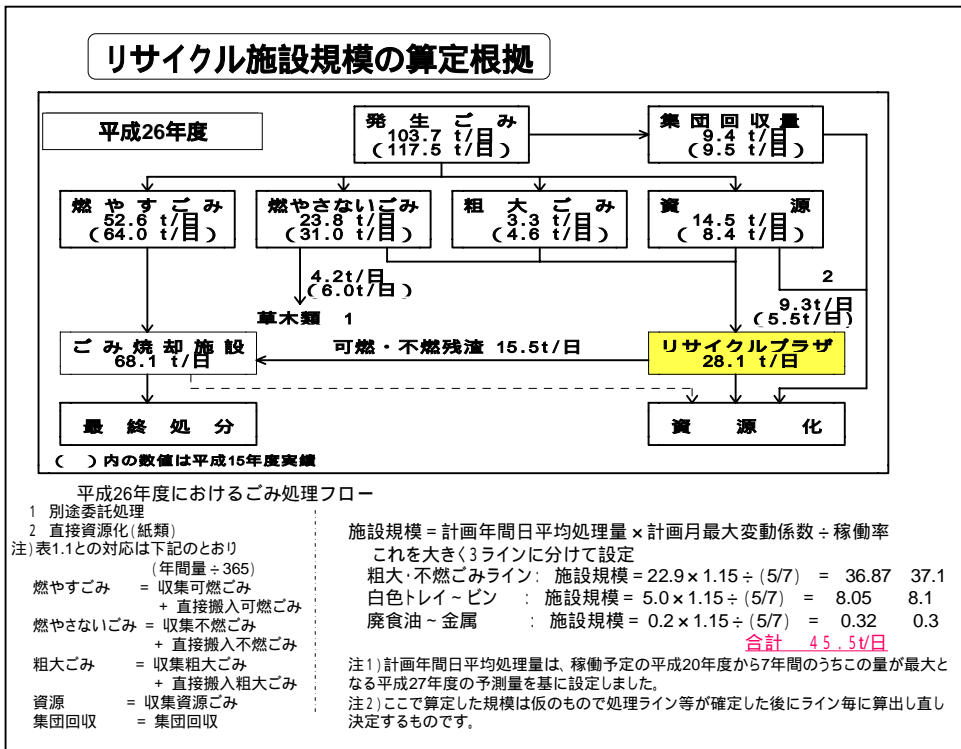 リサイクル施設規模の算定根拠
平成26年度
発生ごみ
103.7 t/日
(117.5 t/日)
集団回収量
9.4 t/日
(9.5 t/日)
燃やすごみ
52.6 t/日
(64.0 t/日)
燃やさないごみ
23.8 t/日
(31.0 t/日)
粗大ごみ
3.3 t/日
(4.6 t/日)
資源
14.5 t/日
(8.4 t/日)
4.2t/日
(6.0t/日)
草木類 1
2
9.3t/日
(5.5t/日)
ごみ焼却施設
68.1 t/日
可燃・不燃残渣 15.5t/日
リサイクルプラザ
28.1 t/日
最終処分
資源化
( )内の数値は平成15年度実績
平成26年度におけるごみ処理フロー
1 別途委託処理
2 直接資源化(紙類)
注)表1.1との対応は下記のとおり
(年間量÷365)
燃やすごみ = 収集可燃ごみ
+ 直接搬入可燃ごみ
燃やさないごみ = 収集不燃ごみ
+ 直接搬入不燃ごみ
粗大ごみ = 収集粗大ごみ
+ 直接搬入粗大ごみ
資源 = 収集資源ごみ
集団回収 = 集団回収
施設規模=計画年間日平均処理量×計画月最大変動係数÷稼働率
これを大きく3ラインに分けて設定
粗大・不燃ごみライン: 施設規模=22.9×1.15÷(5/7) = 36.87 37.1
白色トレイ~ビン : 施設規模= 5.0×1.15÷(5/7) = 8.05 8.1
廃食油~金属 : 施設規模= 0.2×1.15÷(5/7) = 0.32 0.3
合計 45.5t/日
注1)計画年間日平均処理量は、稼働予定の平成20年度から7年間のうちこの量が最大と
なる平成27年度の予測量を基に設定しました。
注2)ここで算定した規模は仮のもので処理ライン等が確定した後にライン毎に算出し直し
決定するものです。